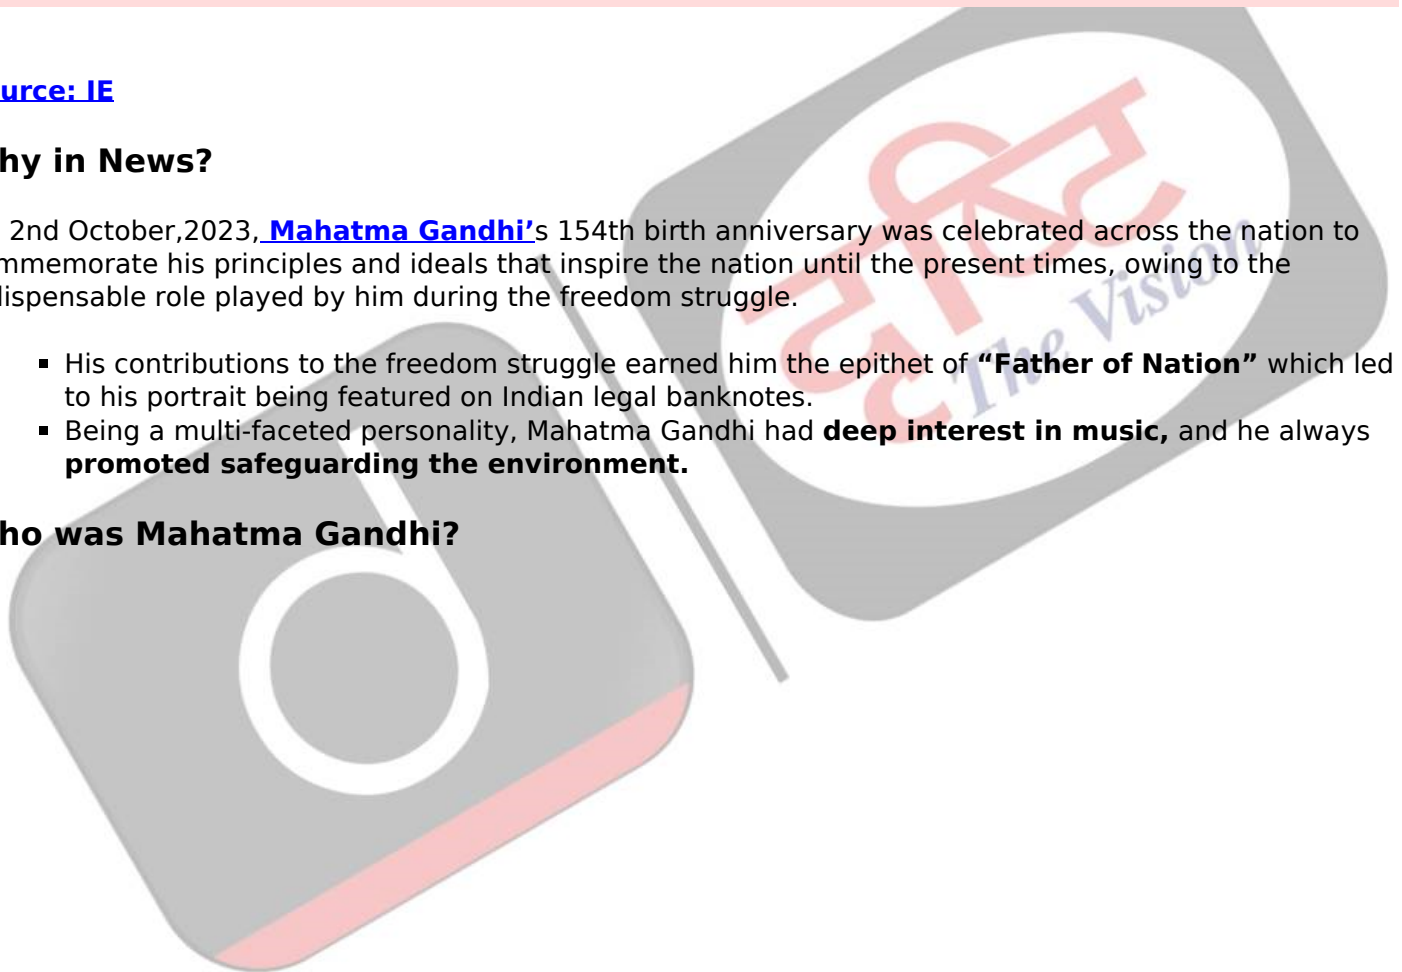 urce: IE
hy in News?
2nd October,2023, Mahatma Gandhi’s 154th birth anniversary was celebrated across the nation to
mmemorate his principles and ideals that inspire the nation until the present times, owing to the
dispensable role played by him during the freedom struggle.
▪ His contributions to the freedom struggle earned him the epithet of “Father of Nation” which led
to his portrait being featured on Indian legal banknotes.
▪ Being a multi-faceted personality, Mahatma Gandhi had deep interest in music, and he always
promoted safeguarding the environment.
ho was Mahatma Gandhi?
दृष्टि
The Vision
d